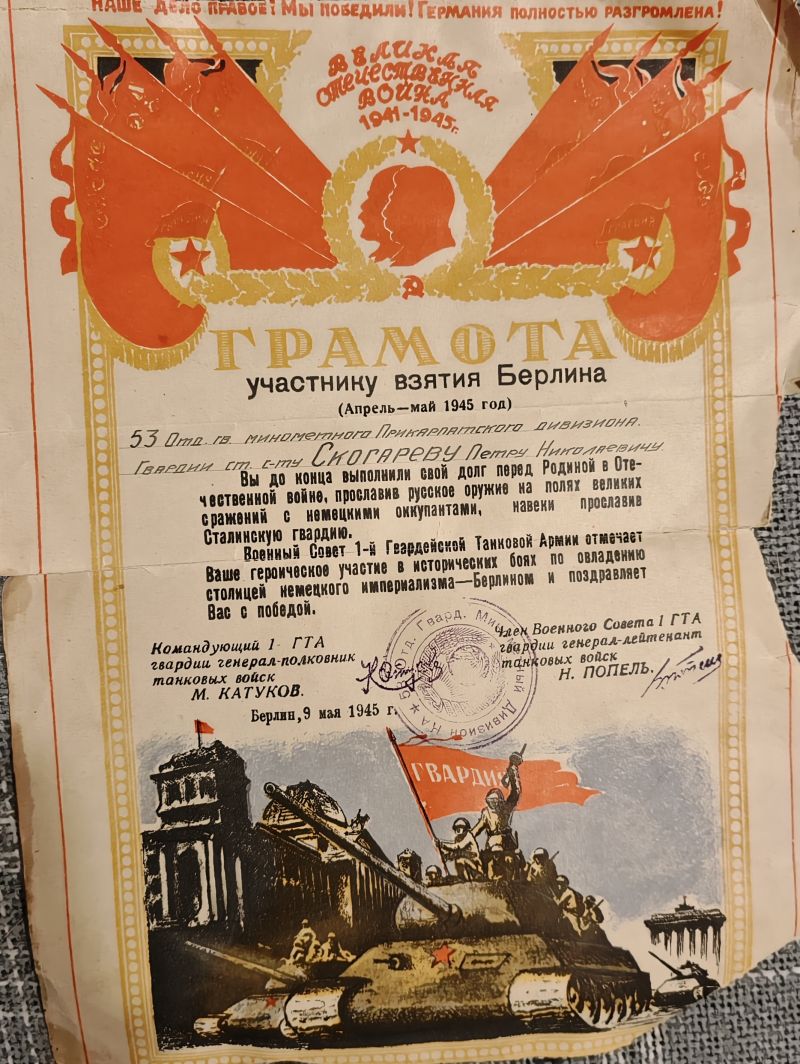 НАШЕ ДЕЛО ПРАВОЕ! МЫ ПОБЕДИЛИ! ГЕРМАНИЯ ПОЛНОСТЬЮ РАЗГРОМЛЕНА!
ВЕЛИКАЯ
ОТЕЧЕСТВЕННАЯ
ВОЙНА
1941-1945г.
ГРАМОТА
участнику взятия Берлина
(Апрель—май 1945 год)
53 Отд. гв. минометного Прикарпатского дивизиона.
Гвардии ст. с-ту СКОГАРЕВУ Петру Николаевичу
Вы до конца выполнили свой долг перед Родиной в Оте-
чественной войне, прославив русское оружие на полях великих
сражений с немецкими оккупантами, навеки прославив
Сталинскую гвардию.
Военный Совет 1-й Гвардейской Танковой Армии отмечает
Ваше героическое участие в исторических боях по овладению
столицей немецкого империализма—Берлином и поздравляет
Вас с победой.
Командующий 1 ГТА
гвардии генерал-полковник
танковых войск
М. КАТУКОВ.
Член Военного Совета 1 ГТА
гвардии генерал-лейтенант
танковых войск
Н. ПОПЕЛЬ.
Отд. Гвард. Минометный Дивизион КА
Берлин, 9 мая 1945 г.
ГВАРДИЯ